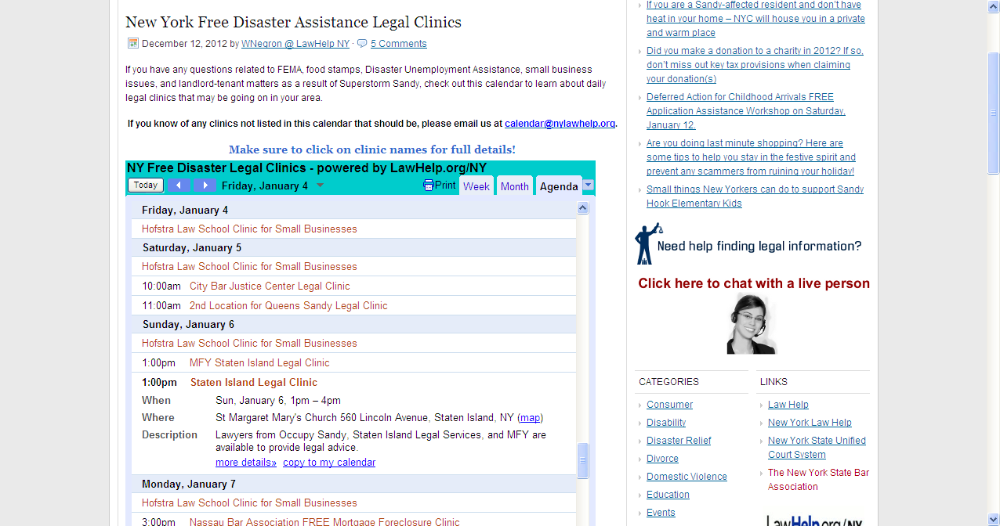 New York Free Disaster Assistance Legal Clinics
December 12, 2012 by WNegron @ LawHelp NY · 5 Comments
If you have any questions related to FEMA, food stamps, Disaster Unemployment Assistance, small business
issues, and landlord-tenant matters as a result of Superstorm Sandy, check out this calendar to learn about daily
legal clinics that may be going on in your area.
If you know of any clinics not listed in this calendar that should be, please email us at calendar@nylawhelp.org.
Make sure to click on clinic names for full details!
NY Free Disaster Legal Clinics - powered by LawHelp.org/NY
Today Friday, January 4 Print Week Month Agenda
Friday, January 4
Hofstra Law School Clinic for Small Businesses
Saturday, January 5
Hofstra Law School Clinic for Small Businesses
10:00am City Bar Justice Center Legal Clinic
11:00am 2nd Location for Queens Sandy Legal Clinic
Sunday, January 6
Hofstra Law School Clinic for Small Businesses
1:00pm MFY Staten Island Legal Clinic
1:00pm Staten Island Legal Clinic
When Sun, January 6, 1pm – 4pm
Where St Margaret Mary's Church 560 Lincoln Avenue, Staten Island, NY (map)
Description Lawyers from Occupy Sandy, Staten Island Legal Services, and MFY are
available to provide legal advice.
more details» copy to my calendar
Monday, January 7
Hofstra Law School Clinic for Small Businesses
3:00pm Nassau Bar Association FREE Mortgage Foreclosure Clinic
If you are a Sandy-affected resident and don't have
heat in your home – NYC will house you in a private
and warm place
Did you make a donation to a charity in 2012? If so,
don't miss out key tax provisions when claiming
your donation(s)
Deferred Action for Childhood Arrivals FREE
Application Assistance Workshop on Saturday,
January 12.
Are you doing last minute shopping? Here are
some tips to help you stay in the festive spirit and
prevent any scammers from ruining your holiday!
Small things New Yorkers can do to support Sandy
Hook Elementary Kids
Need help finding legal information?
Click here to chat with a live person
CATEGORIES
Consumer
Disability
Disaster Relief
Divorce
Domestic Violence
Education
Events
LINKS
Law Help
New York Law Help
New York State Unified
Court System
The New York State Bar
Association
LawHelp.org/NY